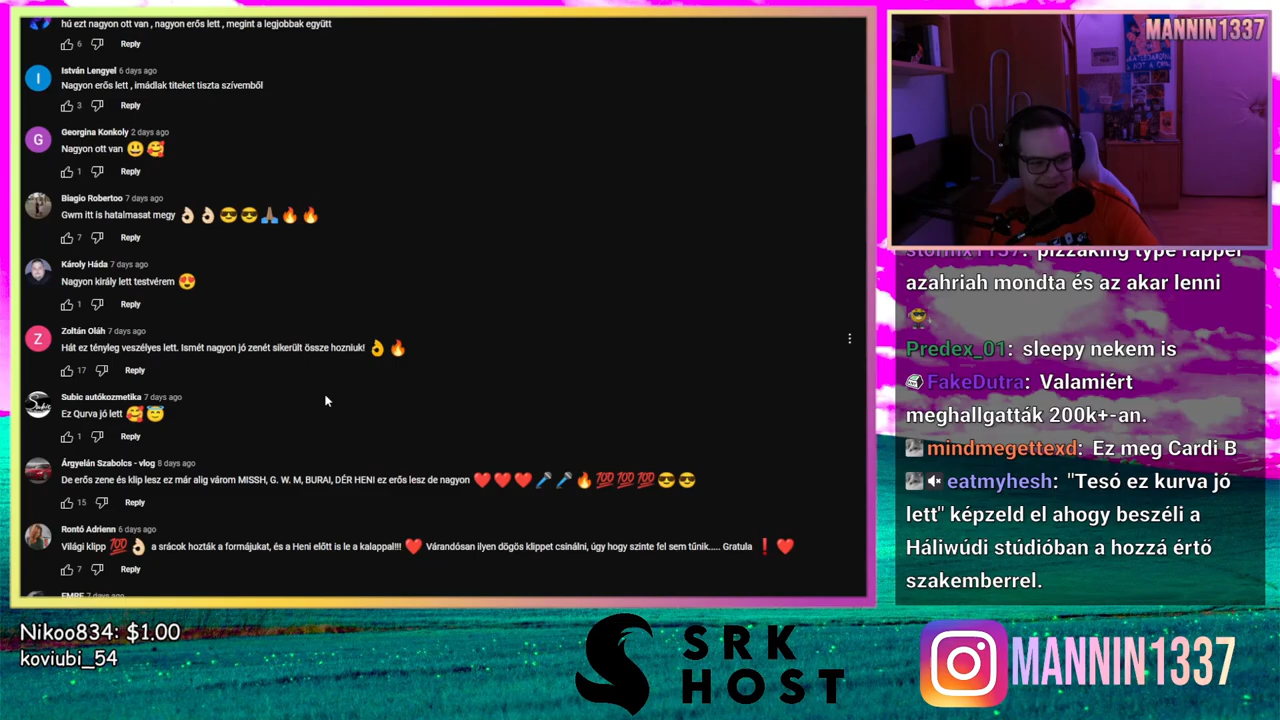 hú ezt nagyon ott van , nagyon erős lett , megint a legjobbak együtt
6 Reply
István Lengyel 6 days ago
Nagyon erős lett , imádlak titeket tiszta szívemből
3 Reply
Georgina Konkoly 2 days ago
Nagyon ott van 😃🥰
1 Reply
Biagio Robertoo 7 days ago
Gwm itt is hatalmasat megy 👌🏻👌🏻😎😎🙏🏽🔥🔥
7 Reply
Károly Háda 7 days ago
Nagyon király lett testvérem 😍
1 Reply
Zoltán Oláh 7 days ago
Hát ez tényleg veszélyes lett. Ismét nagyon jó zenét sikerült össze hozniuk! 👌🔥
17 Reply
Subic autókozmetika 7 days ago
Ez Qurva jó lett 🥰😇
1 Reply
Árgyelán Szabolcs - vlog 8 days ago
De erős zene és klip lesz ez már alig várom MISSH, G. W. M, BURAI, DÉR HENI ez erős lesz de nagyon ❤️❤️❤️🎤🎤🔥💯💯💯😎😎
15 Reply
Rontó Adrienn 6 days ago
Világi klipp 💯👌🏻 a srácok hozták a formájukat, és a Heni előtt is le a kalappal!!! ❤️ Várandósan ilyen dögös klippet csinálni, úgy hogy szinte fel sem tűnik..... Gratula ❗❤️
7 Reply
EMRE 7 days ago
MANNIN1337
stormx1137: pizzaking type rapper
azahriah mondta és az akar lenni
Predex_01: sleepy nekem is
FakeDutra: Valamiért
meghallgatták 200k+-an.
mindmegettexd: Ez meg Cardi B
eatmyhesh: "Tesó ez kurva jó
lett" képzeld el ahogy beszéli a
Háliwúdi stúdióban a hozzá értő
szakemberrel.
Nikoo834: $1.00
koviubi_54
SRK
HOST
MANNIN1337